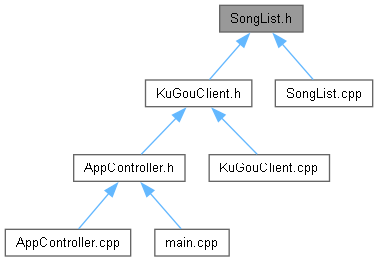 SongList.h
KuGouClient.h
SongList.cpp
AppController.h
KuGouClient.cpp
AppController.cpp
main.cpp